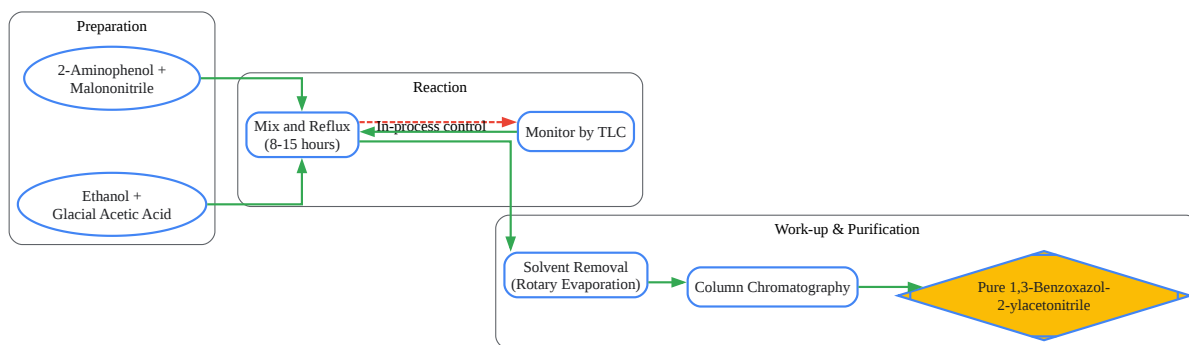 Preparation
2-Aminophenol +
Malononitrile
Ethanol +
Glacial Acetic Acid
Reaction
Mix and Reflux
(8-15 hours)
In-process control
Monitor by TLC
Work-up & Purification
Solvent Removal
(Rotary Evaporation)
Column Chromatography
Pure 1,3-Benzoxazol-
2-ylacetonitrile